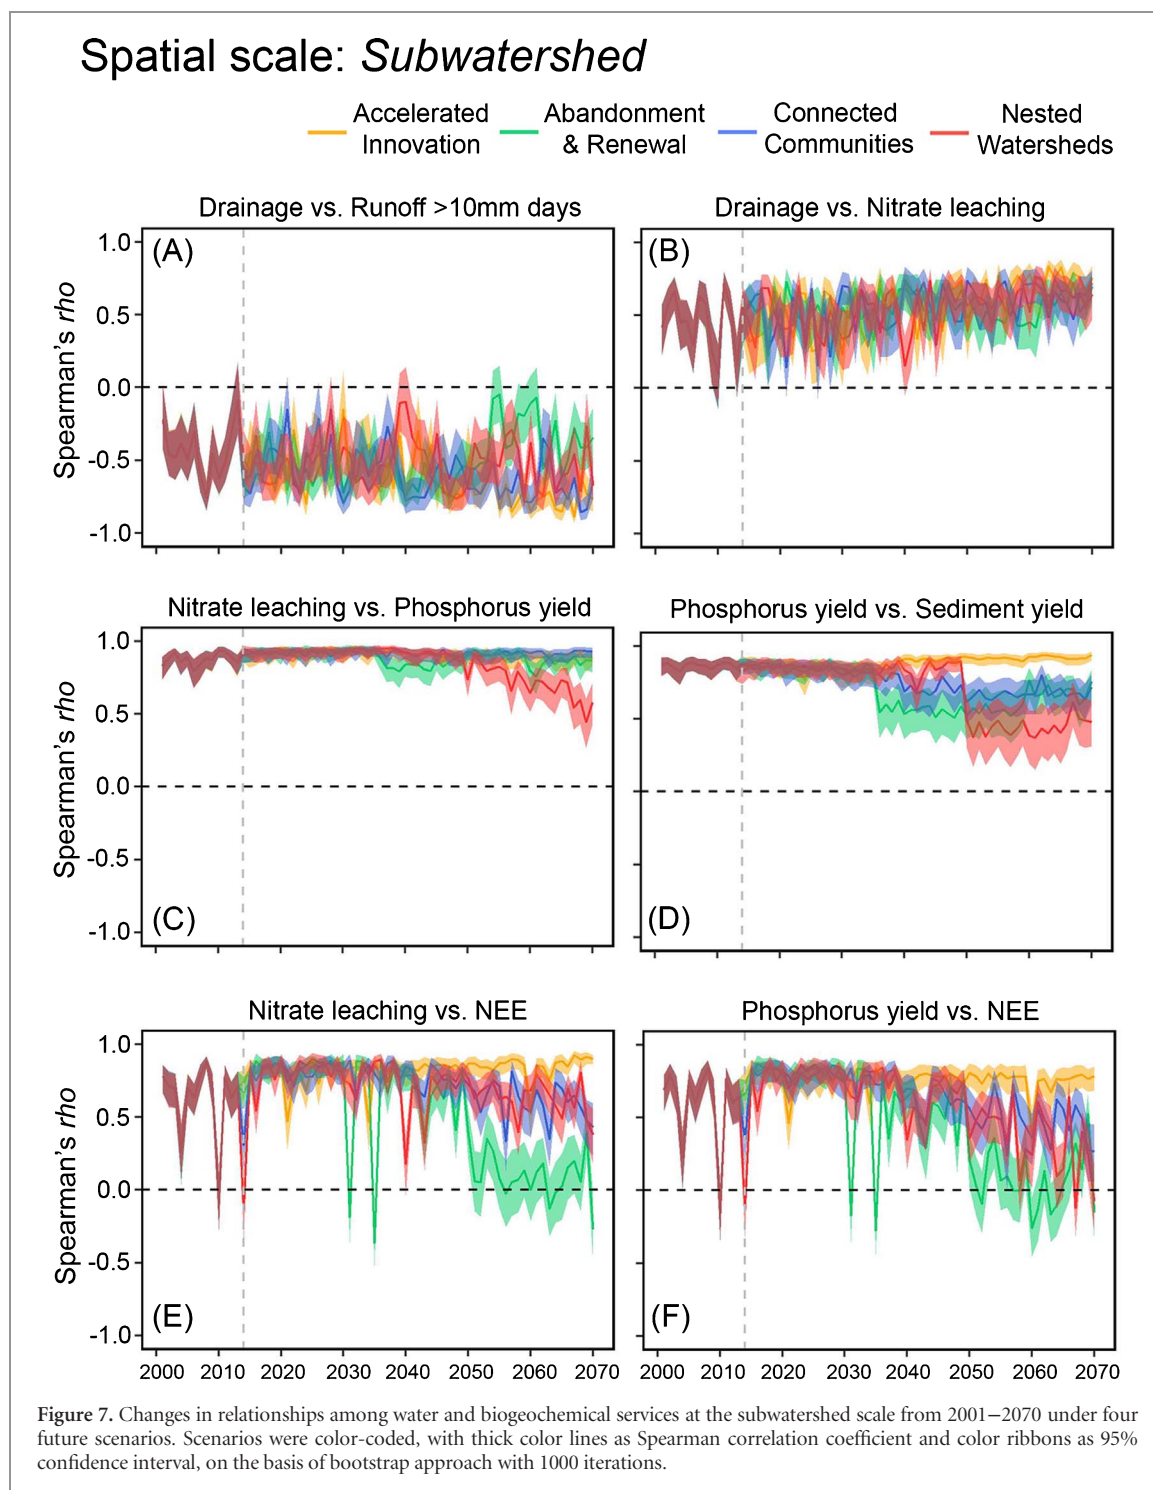 Spatial scale: Subwatershed
Accelerated Innovation
Abandonment & Renewal
Connected Communities
Nested Watersheds
Drainage vs. Runoff >10mm days
Drainage vs. Nitrate leaching
(A)
(B)
Spearman's rho
1.0
0.5
0.0
-0.5
-1.0
Nitrate leaching vs. Phosphorus yield
Phosphorus yield vs. Sediment yield
Spearman's rho
1.0
0.5
0.0
-0.5
-1.0
(C)
(D)
Nitrate leaching vs. NEE
Phosphorus yield vs. NEE
Spearman's rho
1.0
0.5
0.0
-0.5
-1.0
(E)
(F)
2000 2010 2020 2030 2040 2050 2060 2070
2000 2010 2020 2030 2040 2050 2060 2070
Figure 7. Changes in relationships among water and biogeochemical services at the subwatershed scale from 2001–2070 under four
future scenarios. Scenarios were color-coded, with thick color lines as Spearman correlation coefficient and color ribbons as 95%
confidence interval, on the basis of bootstrap approach with 1000 iterations.